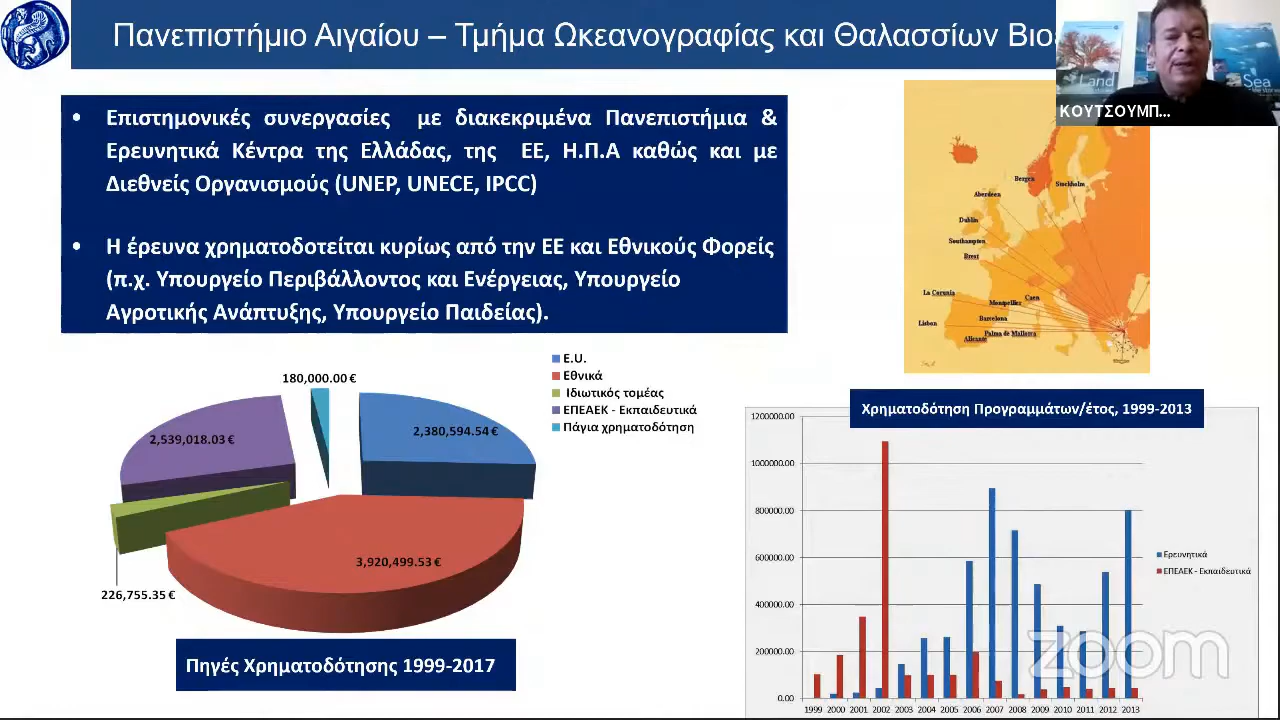 Πανεπιστήμιο Αιγαίου – Τμήμα Ωκεανογραφίας και Θαλασσίων
Land
Sea
ΚΟΥΤΣΟΥΜΠ...
• Επιστημονικές συνεργασίες με διακεκριμένα Πανεπιστήμια &
Ερευνητικά Κέντρα της Ελλάδας, της ΕΕ, Η.Π.Α καθώς και με
Διεθνείς Οργανισμούς (UNEP, UNECE, IPCC)
• Η έρευνα χρηματοδοτείται κυρίως από την ΕΕ και Εθνικούς Φορείς
(π.χ. Υπουργείο Περιβάλλοντος και Ενέργειας, Υπουργείο
Αγροτικής Ανάπτυξης, Υπουργείο Παιδείας).
Bergen
Stockholm
Aberdeen
Dublin
Southampton
Brest
La Corunia
Caen
Montpellier
Barcelona
Lisbon
Palma de Mallorca
Alicante
E.U.
Εθνικά
Ιδιωτικός τομέας
ΕΠΕΑΕΚ - Εκπαιδευτικά
Πάγια χρηματοδότηση
180,000.00 €
2,380,594.54 €
2,539,018.03 €
3,920,499.53 €
226,755.35 €
Πηγές Χρηματοδότησης 1999-2017
Χρηματοδότηση Προγραμμάτων/έτος, 1999-2013
1200000.00
1000000.00
800000.00
600000.00
400000.00
200000.00
0.00
1999 2000 2001 2002 2003 2004 2005 2006 2007 2008 2009 2010 2011 2012 2013
Ερευνητικά
ΕΠΕΑΕΚ - Εκπαιδευτικά
zoom